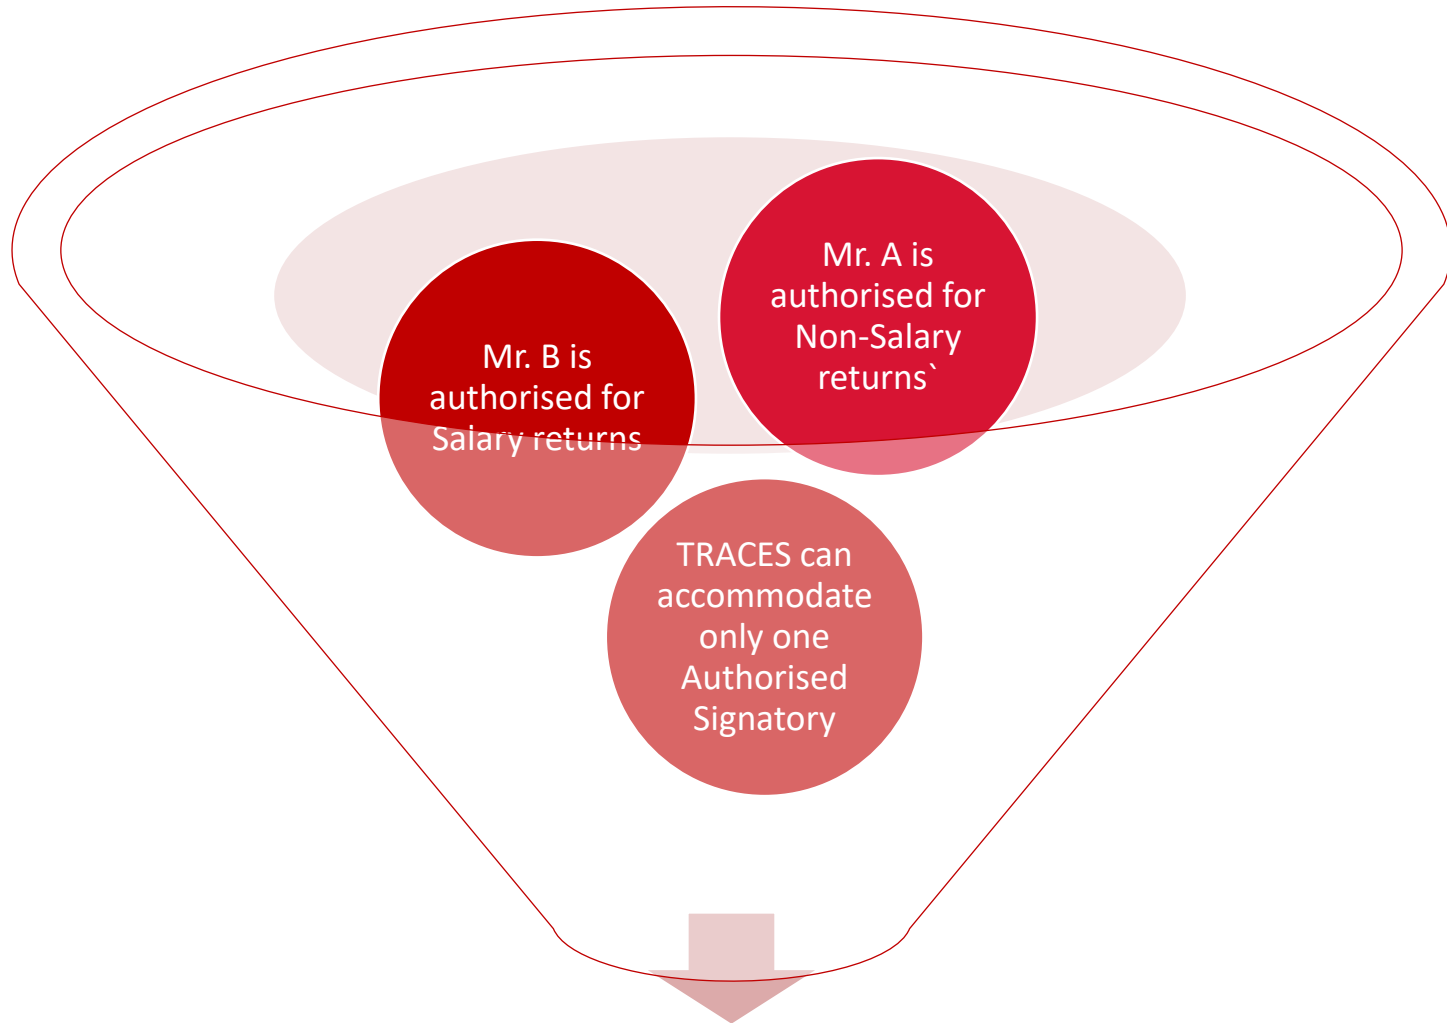 Mr. A is
authorised for
Non-Salary
returns`
Mr. B is
authorised for
Salary returns
TRACES can
accommodate
only one
Authorised
Signatory